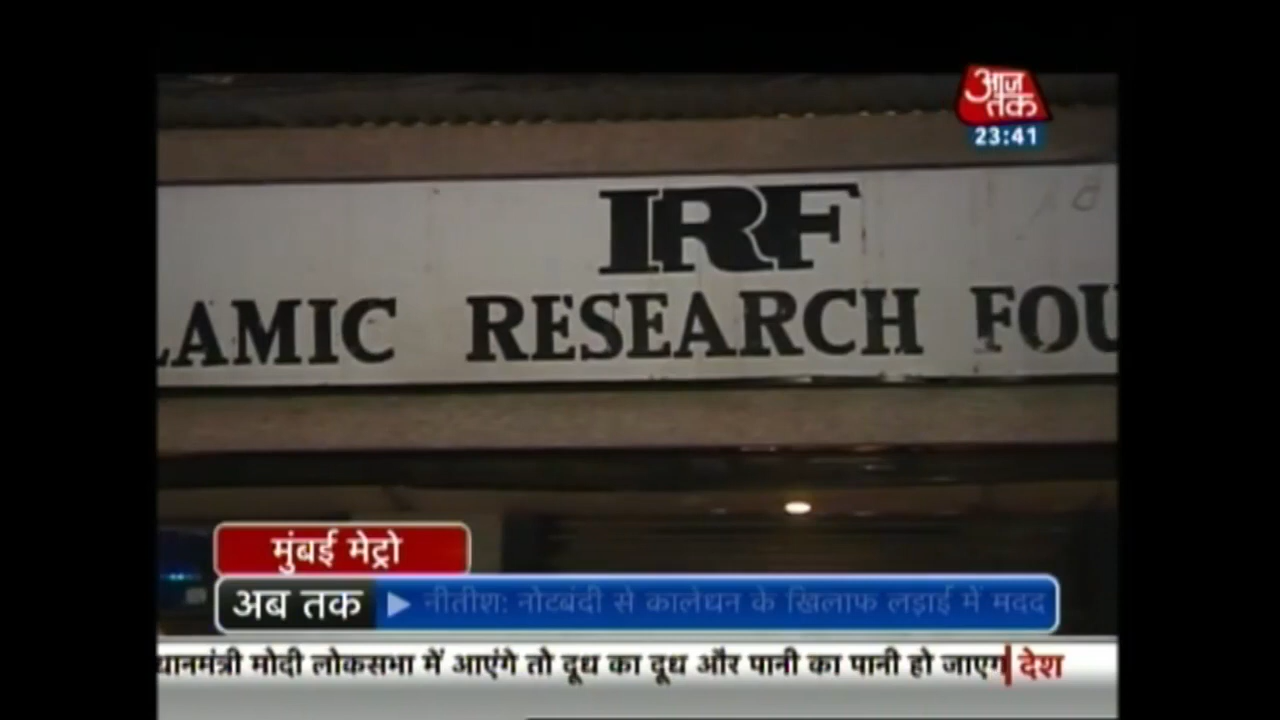 आज
तक
23:41
IRF
LAMIC RESEARCH FOU
मुंबई मेट्रो
अब तक
नीतीश: नोटबंदी से कालेधन के खिलाफ लड़ाई में मदद
धानमंत्री मोदी लोकसभा में आएंगे तो दूध का दूध और पानी का पानी हो जाएग देश